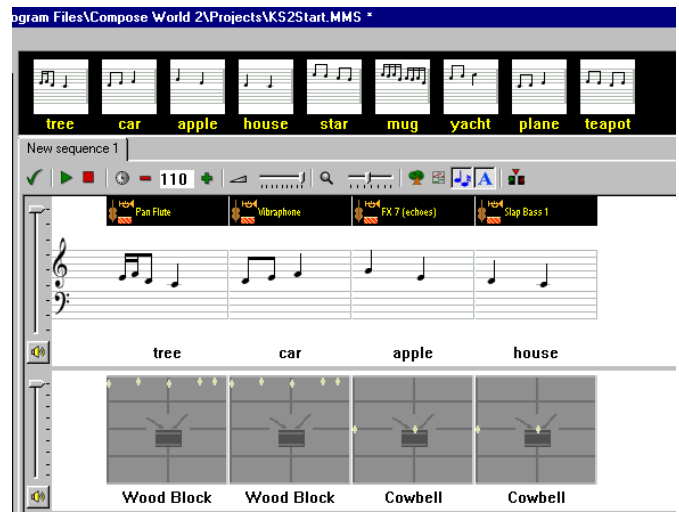 ogram Files\Compose World 2\Projects\KS2Start.MMS *
tree car apple house star mug yacht plane teapot
New sequence 1
110 A
Pan Flute Vibraphone FX 7 (echoes) Slap Bass 1
tree car apple house
Wood Block Wood Block Cowbell Cowbell